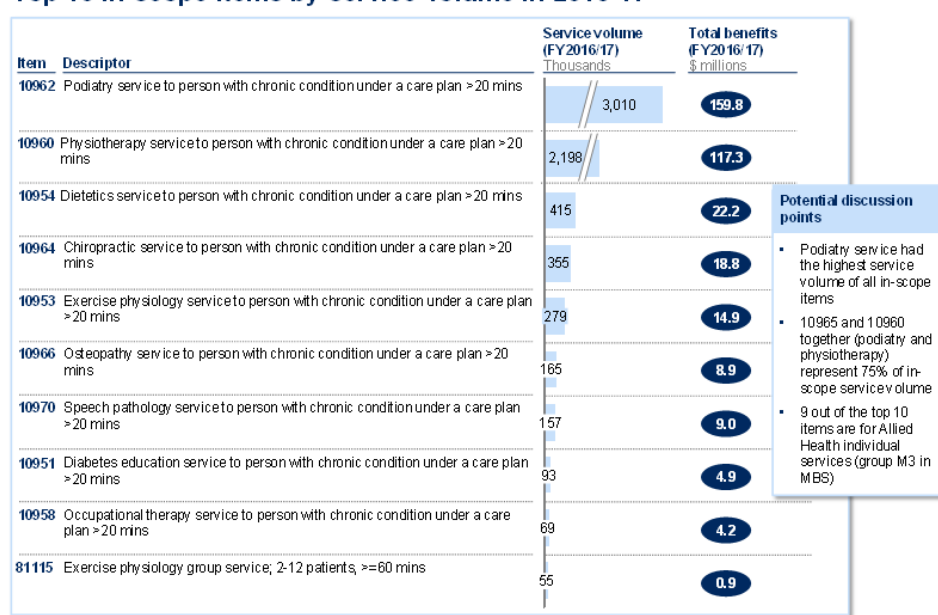 Item Descriptor
Service volume
(FY2016/17)
Thousands
Total benefits
(FY2016/17)
$ millions
10962 Podiatry service to person with chronic condition under a care plan >20 mins
3,010
159.8
10960 Physiotherapy service to person with chronic condition under a care plan >20
mins
2,198
117.3
10954 Dietetics service to person with chronic condition under a care plan >20 mins
415
22.2
10964 Chiropractic service to person with chronic condition under a care plan >20
mins
355
18.8
10953 Exercise physiology service to person with chronic condition under a care plan
>20 mins
279
14.9
10966 Osteopathy service to person with chronic condition under a care plan >20
mins
165
8.9
10970 Speech pathology service to person with chronic condition under a care plan
>20 mins
157
9.0
10951 Diabetes education service to person with chronic condition under a care plan
>20 mins
93
4.9
10958 Occupational therapy service to person with chronic condition under a care
plan >20 mins
69
4.2
81115 Exercise physiology group service; 2-12 patients, >=60 mins
55
0.9
Potential discussion
points
▪ Podiatry service had
the highest service
volume of all in-scope
items
▪ 10965 and 10960
together (podiatry and
physiotherapy)
represent 75% of in-
scope service volume
▪ 9 out of the top 10
items are for Allied
Health individual
services (group M3 in
MBS)